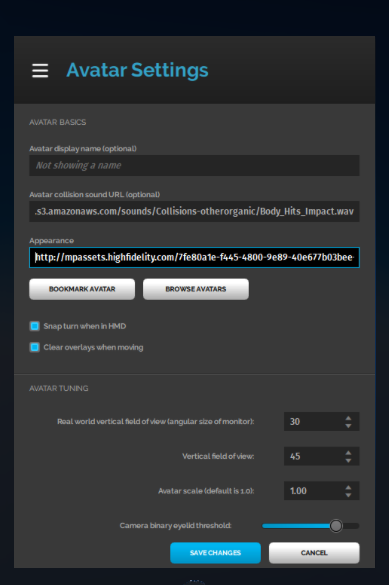 Avatar Settings
AVATAR BASICS
Avatar display name (optional)
Not showing a name
Avatar collision sound URL (optional)
.s3.amazonaws.com/sounds/Collisions-otherorganic/Body_Hits_Impact.wav
Appearance
http://mpassets.highfidelity.com/7fe80a1e-f445-4800-9e89-40e677b03bee-
BOOKMARK AVATAR BROWSE AVATARS
Snap turn when in HMD
Clear overlays when moving
AVATAR TUNING
Real world vertical field of view (angular size of monitor): 30
Vertical field of view: 45
Avatar scale (default is 1.0): 1.00
Camera binary eyelid threshold:
SAVE CHANGES CANCEL